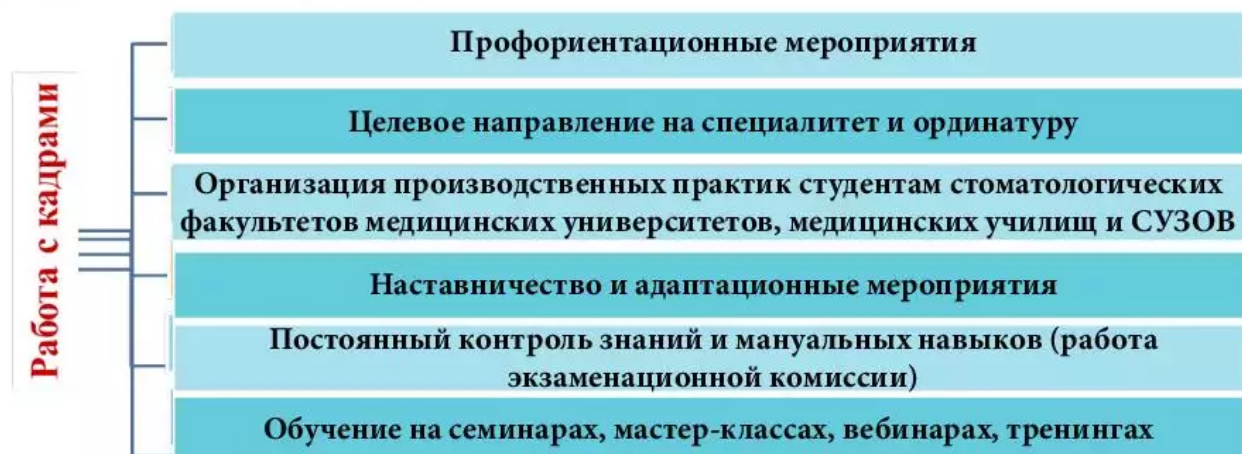 Работа с кадрами
Профориентационные мероприятия
Целевое направление на специалитет и ординатуру
Организация производственных практик студентам стоматологических
факультетов медицинских университетов, медицинских училищ и СУЗОВ
Наставничество и адаптационные мероприятия
Постоянный контроль знаний и мануальных навыков (работа
экзаменационной комиссии)
Обучение на семинарах, мастер-классах, вебинарах, тренингах